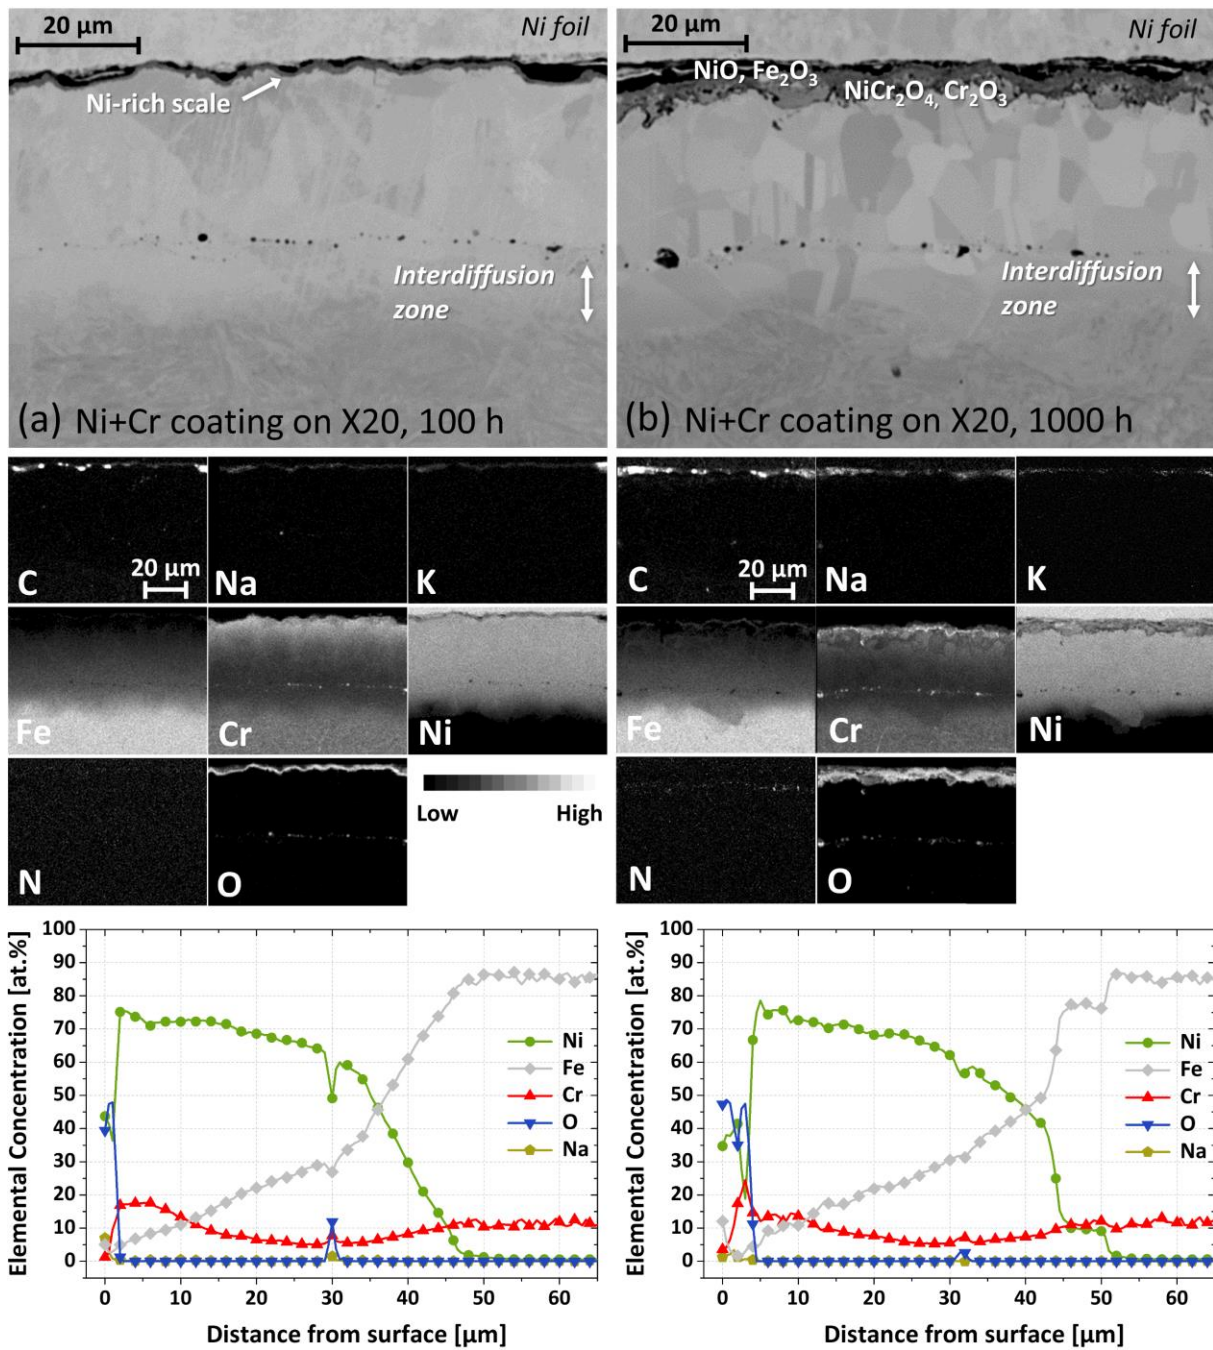 20 µm
Ni foil
Ni-rich scale
Interdiffusion
zone
(a) Ni+Cr coating on X20, 100 h
20 µm
Ni foil
NiO, Fe₂O₃
NiCr₂O₄, Cr₂O₃
Interdiffusion
zone
(b) Ni+Cr coating on X20, 1000 h
C
20 µm
Na
K
Fe
Cr
Ni
N
O
Low High
C
20 µm
Na
K
Fe
Cr
Ni
N
O
Elemental Concentration [at.%]
100
90
80
70
60
50
40
30
20
10
0
Ni
Fe
Cr
O
Na
0 10 20 30 40 50 60
Distance from surface [µm]
Elemental Concentration [at.%]
100
90
80
70
60
50
40
30
20
10
0
Ni
Fe
Cr
O
Na
0 10 20 30 40 50 60
Distance from surface [µm]